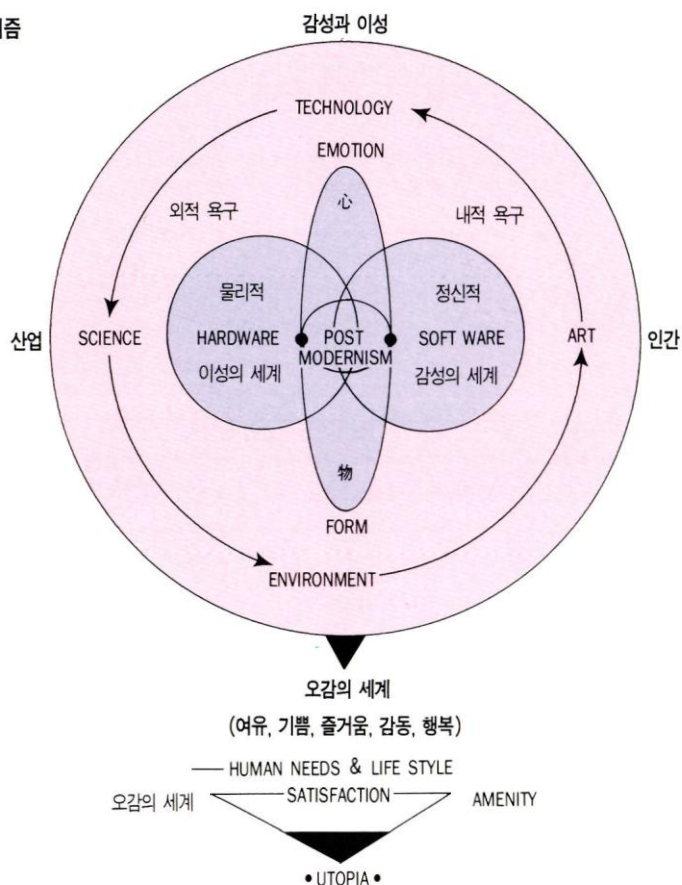 감성과 이성
TECHNOLOGY
EMOTION
心
외적 욕구
내적 욕구
물리적
정신적
산업
SCIENCE
HARDWARE
POST
MODERNISM
SOFT WARE
ART
인간
이성의 세계
감성의 세계
物
FORM
ENVIRONMENT
오감의 세계
(여유, 기쁨, 즐거움, 감동, 행복)
HUMAN NEEDS & LIFE STYLE
오감의 세계
SATISFACTION
AMENITY
• UTOPIA •